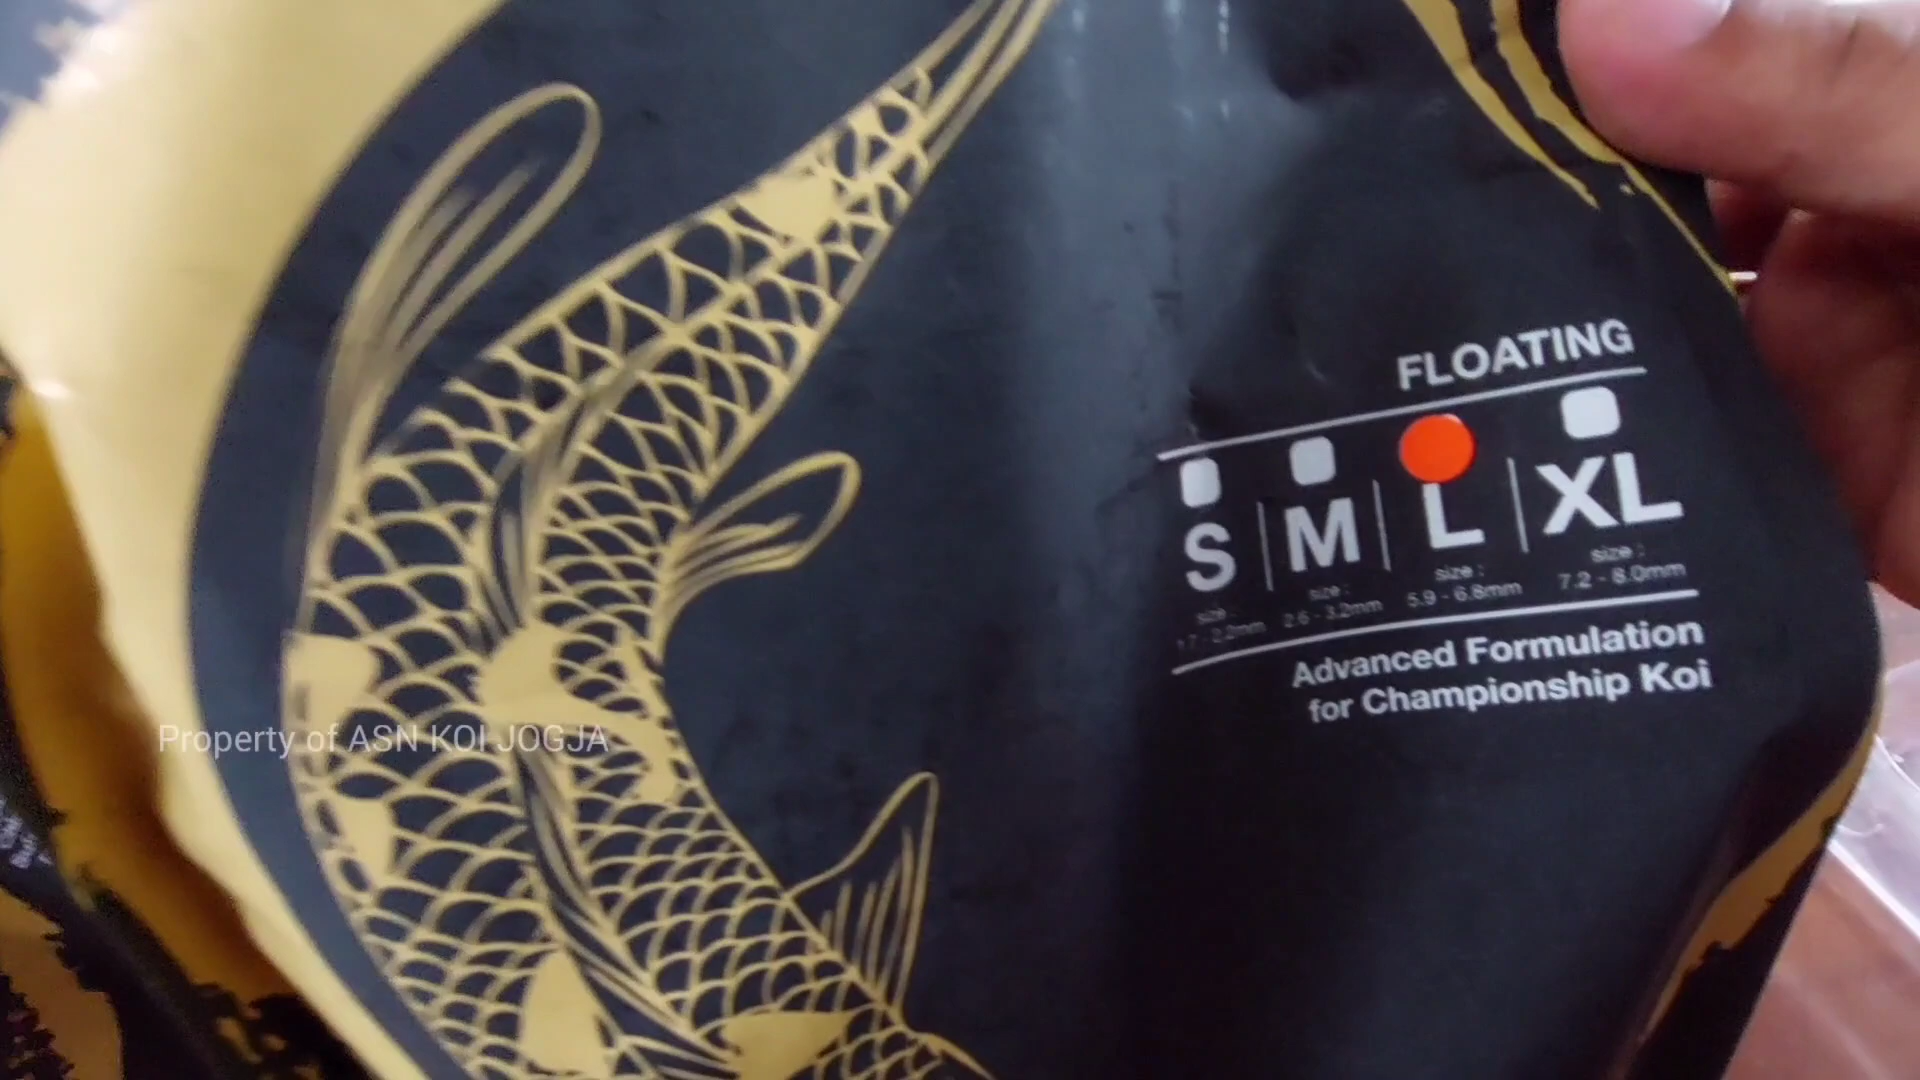 FLOATING
S | M | L | XL
size : size : size : size :
1.7 - 2.2mm 2.6 - 3.2mm 5.9 - 6.8mm 7.2 - 8.0mm
Advanced Formulation
for Championship Koi
Property of ASN KOI JOGJA